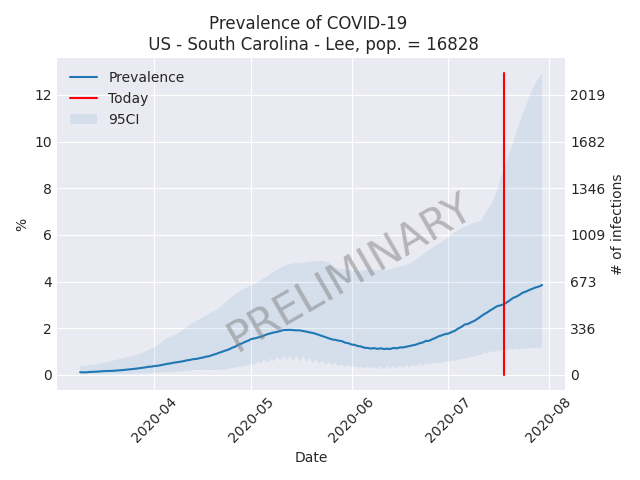 Prevalence of COVID-19
US - South Carolina - Lee, pop. = 16828
Prevalence
Today
95CI
12
10
8
6
4
2
0
%
2019
1682
1346
1009
673
336
0
# of infections
PRELIMINARY
2020-04
2020-05
2020-06
2020-07
2020-08
Date